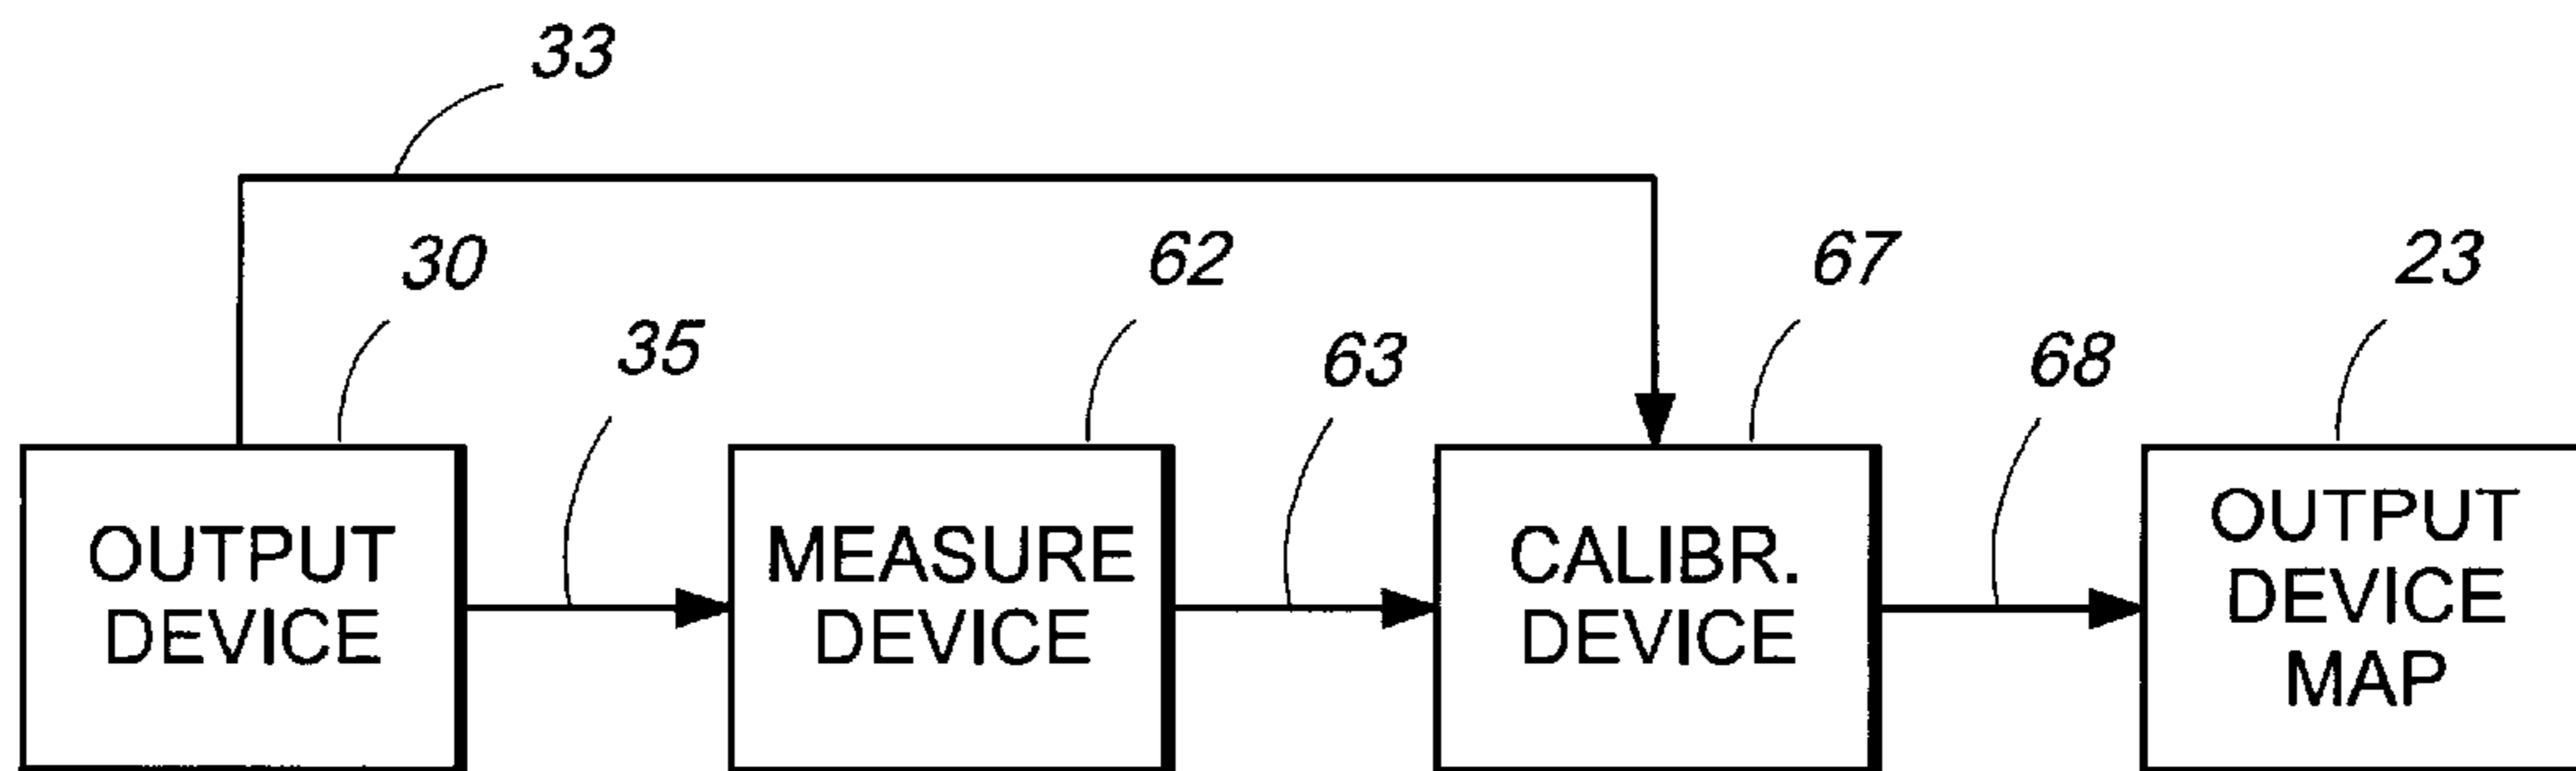 33
30
62
67
23
35
63
68
OUTPUT
DEVICE
MEASURE
DEVICE
CALIBR.
DEVICE
OUTPUT
DEVICE
MAP